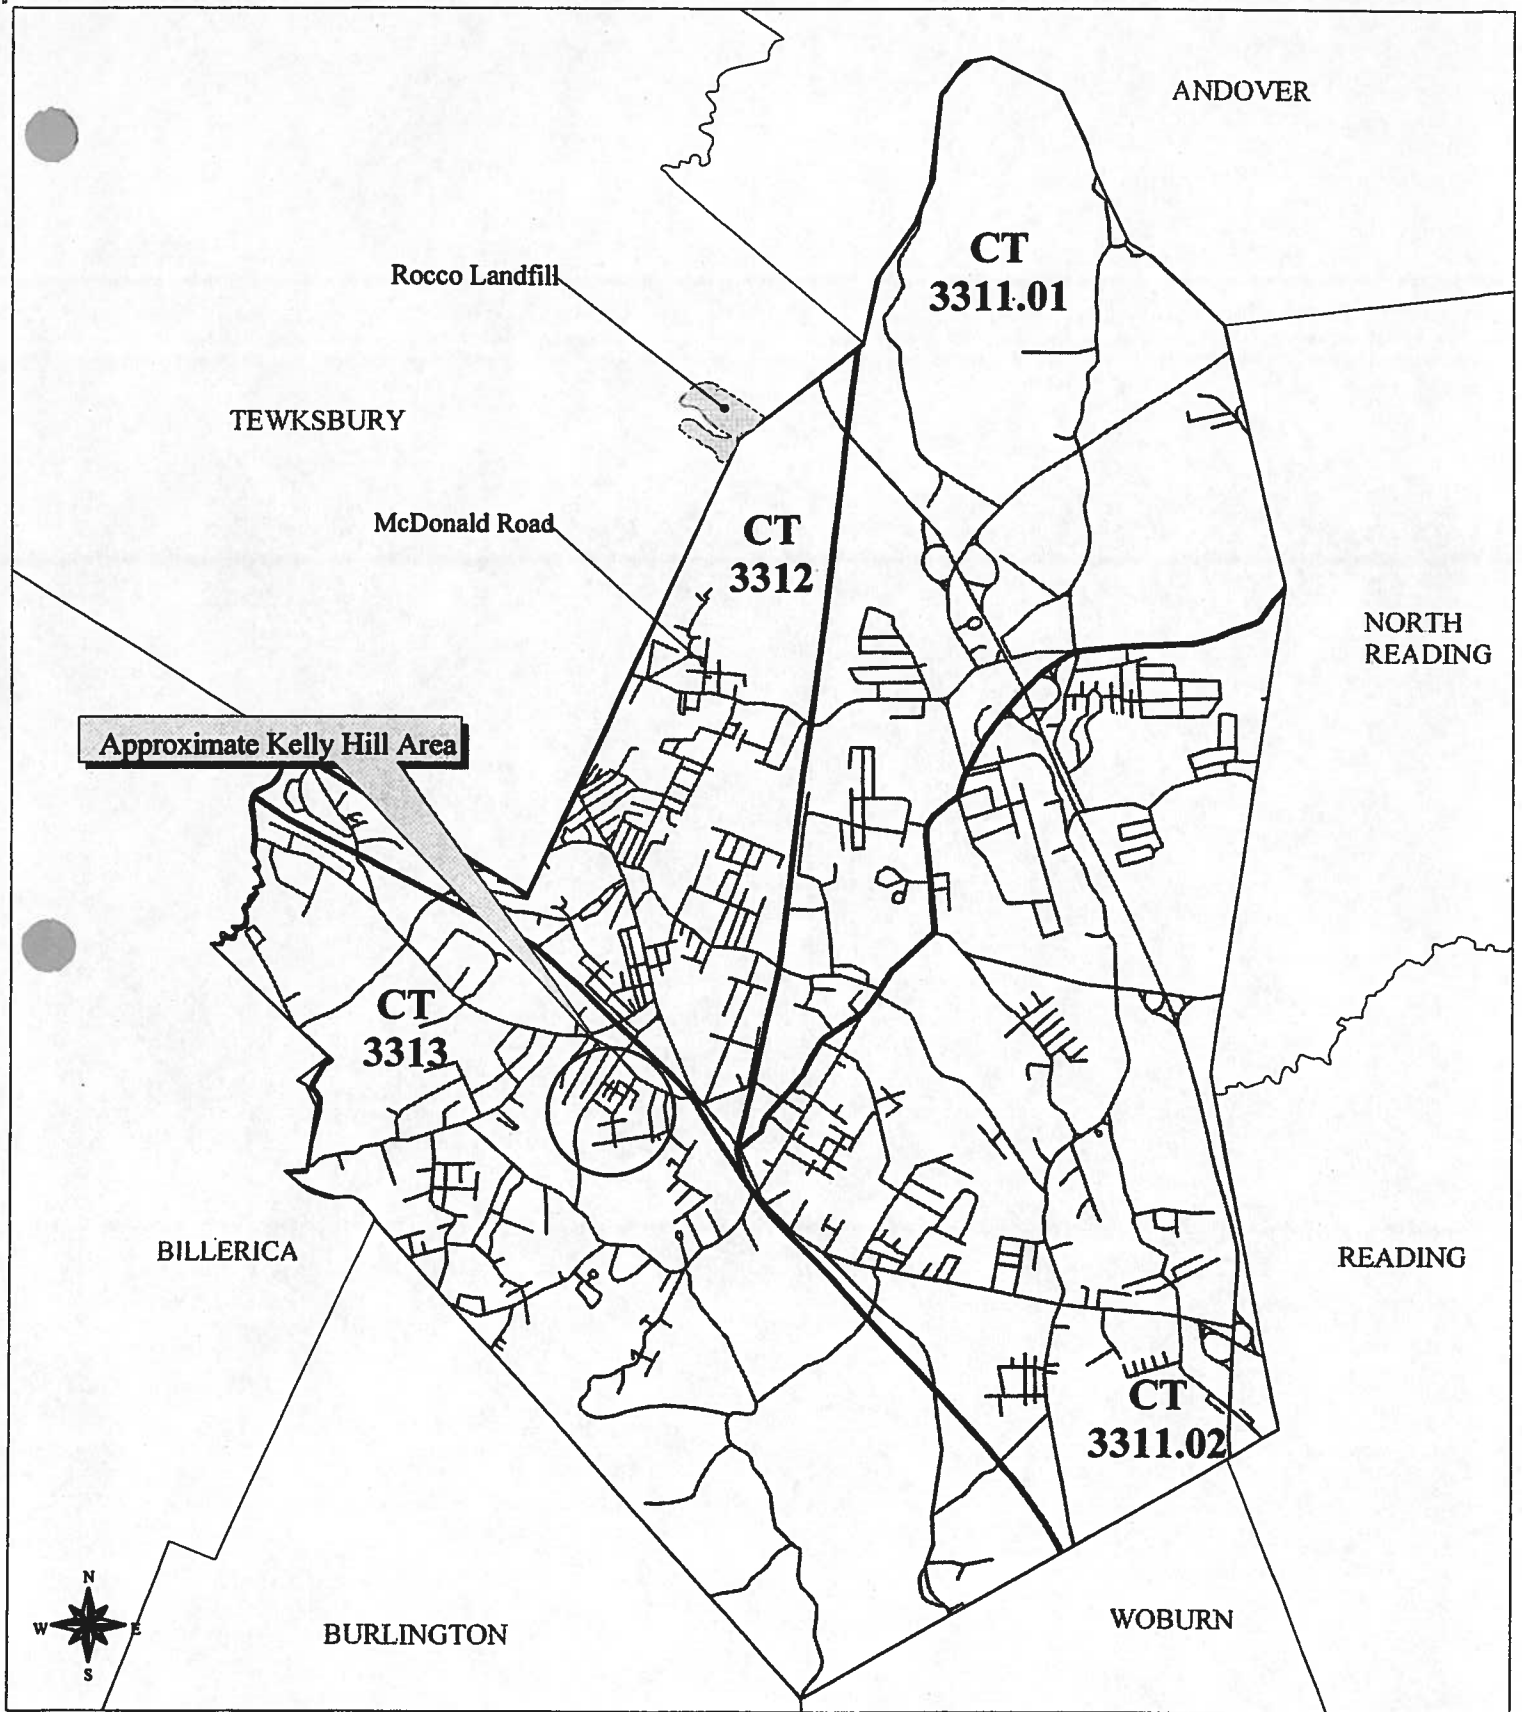 ANDOVER
CT
3311.01
Rocco Landfill
TEWKSBURY
McDonald Road
CT
3312
NORTH
READING
Approximate Kelly Hill Area
CT
3313
BILLERICA
READING
CT
3311.02
N
W E
S
BURLINGTON
WOBURN